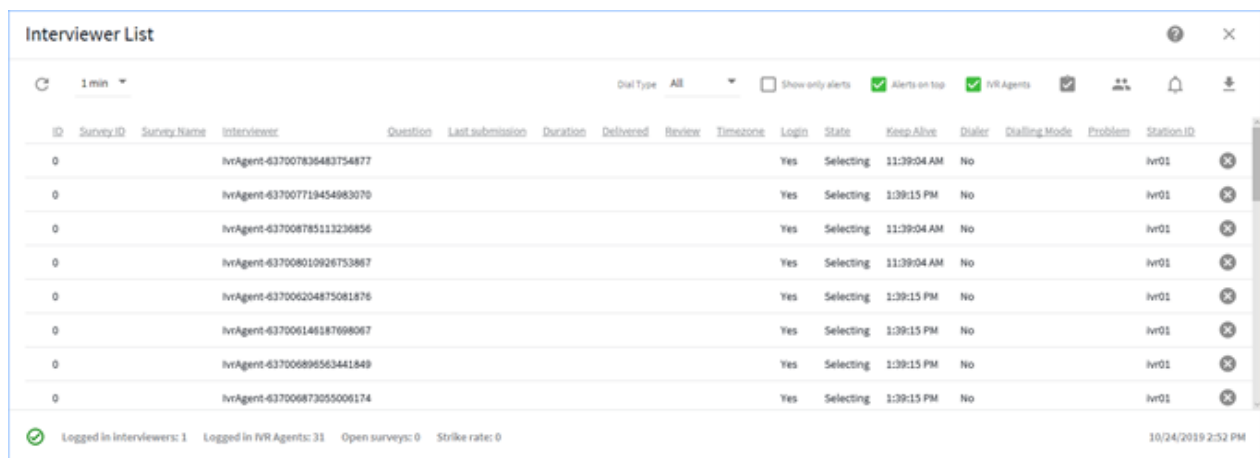 Interviewer List
1 min Dial Type All Show only alerts Alerts on top IVR Agents
ID Survey ID Survey Name Interviewer Question Last submission Duration Delivered Review Timezone Login State Keep Alive Dialer Dialling Mode Problem Station ID
0 IvrAgent-637007836483754877 Yes Selecting 11:39:04 AM No ivr01
0 IvrAgent-637007719454983070 Yes Selecting 1:39:15 PM No ivr01
0 IvrAgent-637008785113236856 Yes Selecting 11:39:04 AM No ivr01
0 IvrAgent-637008010926753867 Yes Selecting 11:39:04 AM No ivr01
0 IvrAgent-637006204875081876 Yes Selecting 1:39:15 PM No ivr01
0 IvrAgent-637006146187698067 Yes Selecting 1:39:15 PM No ivr01
0 IvrAgent-637006896563441849 Yes Selecting 1:39:15 PM No ivr01
0 IvrAgent-637006873055006174 Yes Selecting 1:39:15 PM No ivr01
Logged in interviewers: 1 Logged in IVR Agents: 31 Open surveys: 0 Strike rate: 0 10/24/2019 2:52 PM